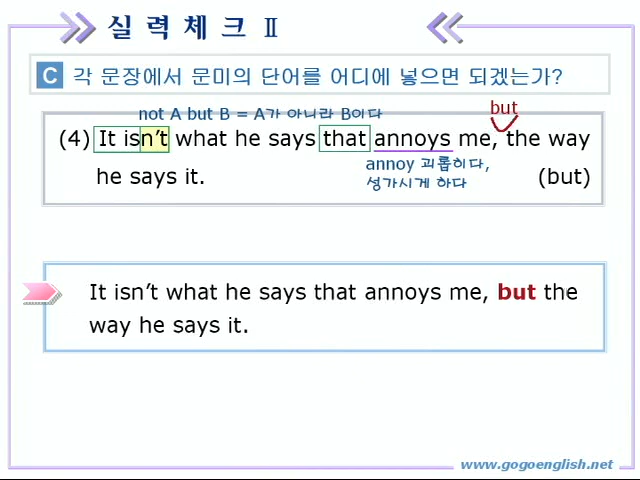 실 력 체 크 Ⅱ
C 각 문장에서 문미의 단어를 어디에 넣으면 되겠는가?
not A but B = A가 아니라 B이다
but
(4) It isn't what he says that annoys me, the way
annoy 괴롭히다,
he says it. (but)
성가시게 하다
It isn't what he says that annoys me, but the
way he says it.
www.gogoenglish.net